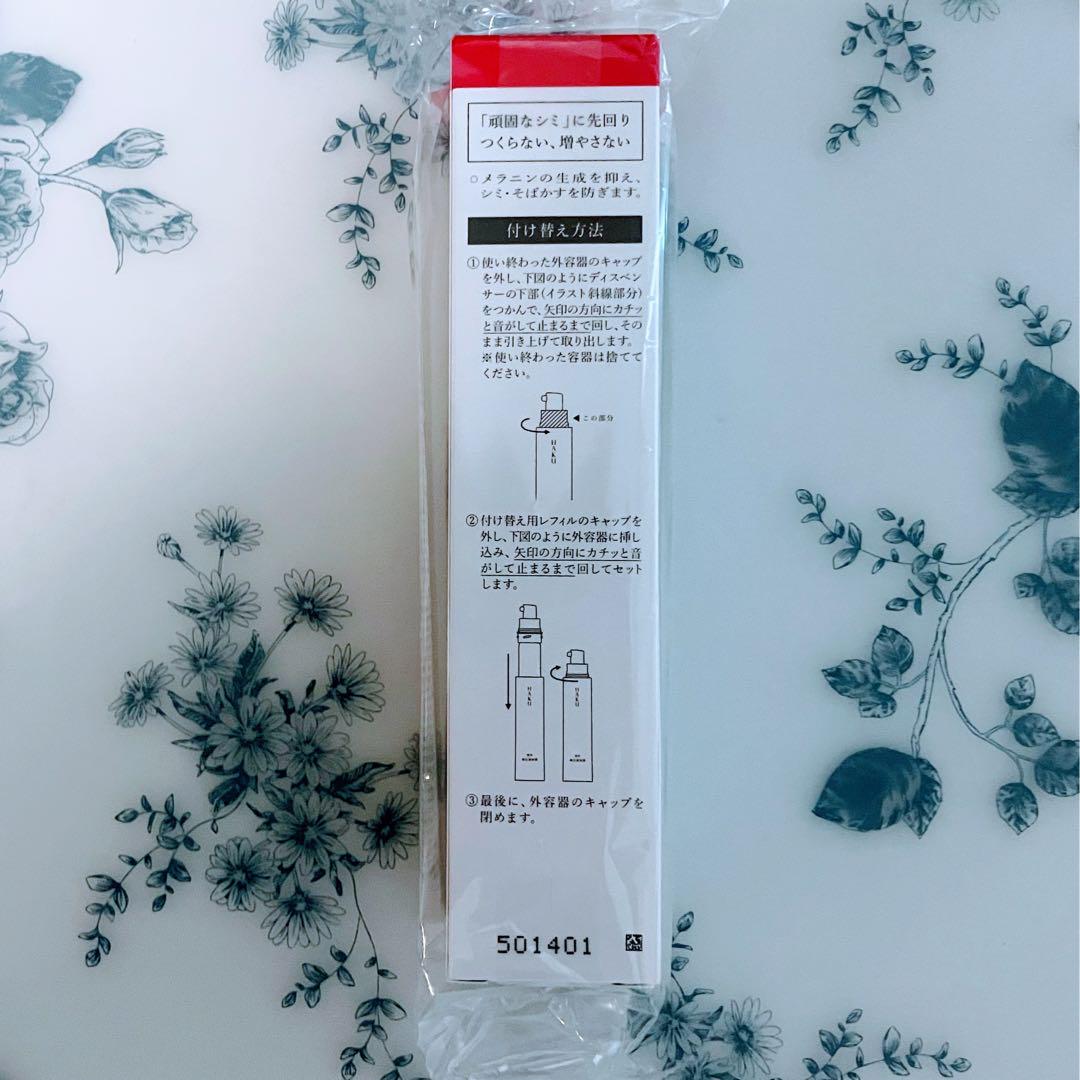 「頑固なシミ」に先回り
つくらない、増やさない
○メラニンの生成を抑え、
シミ・そばかすを防ぎます。
付け替え方法
①使い終わった外容器のキャップ
を外し、下図のようにディスペン
サーの下部(イラスト斜線部分)
をつかんで、矢印の方向にカチッ
と音がして止まるまで回し、その
まま引き上げて取り出します。
※使い終わった容器は捨てて
ください。
◀この部分
HAKU
②付け替え用レフィルのキャップを
外し、下図のように外容器に挿し
込み、矢印の方向にカチッと音
がして止まるまで回してセット
します。
HAKU
HAKU
③最後に、外容器のキャップを
閉めます。
501401